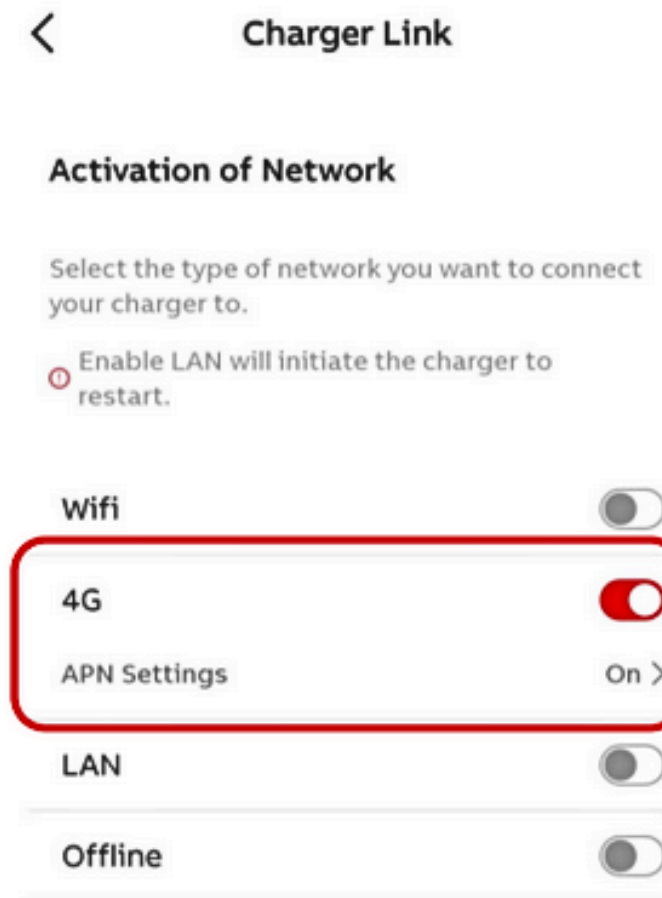 Charger Link
Activation of Network
Select the type of network you want to connect
your charger to.
Enable LAN will initiate the charger to
restart.
Wifi
4G
APN Settings
On
LAN
Offline